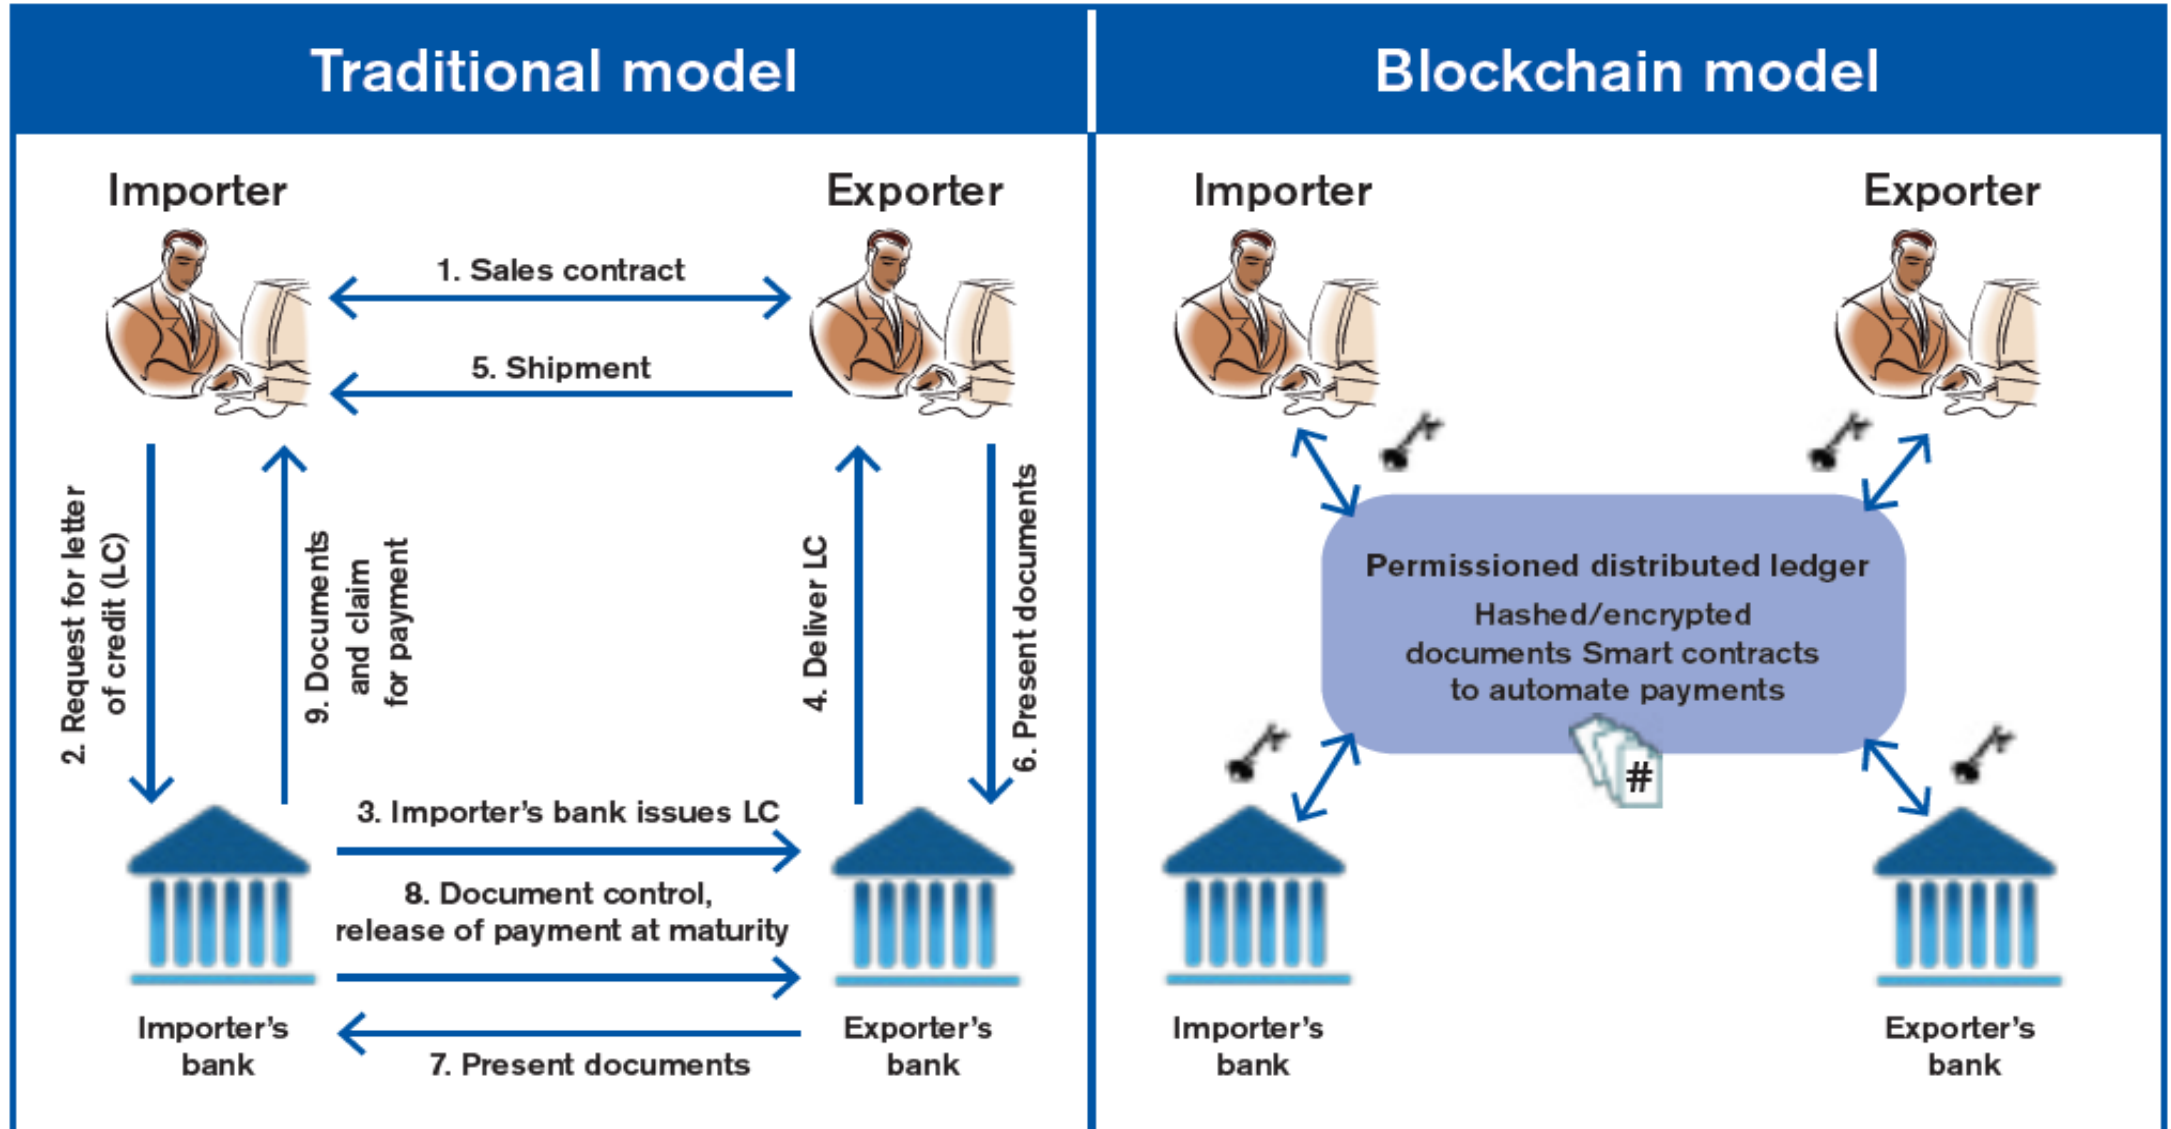 Traditional model
Blockchain model
Importer
Exporter
1. Sales contract
5. Shipment
2. Request for letter
of credit (LC)
9. Documents
and claim
for payment
4. Deliver LC
6. Present documents
3. Importer’s bank issues LC
8. Document control,
release of payment at maturity
7. Present documents
Importer’s
bank
Exporter’s
bank
Importer
Exporter
Permissioned distributed ledger
Hashed/encrypted
documents Smart contracts
to automate payments
#
Importer’s
bank
Exporter’s
bank